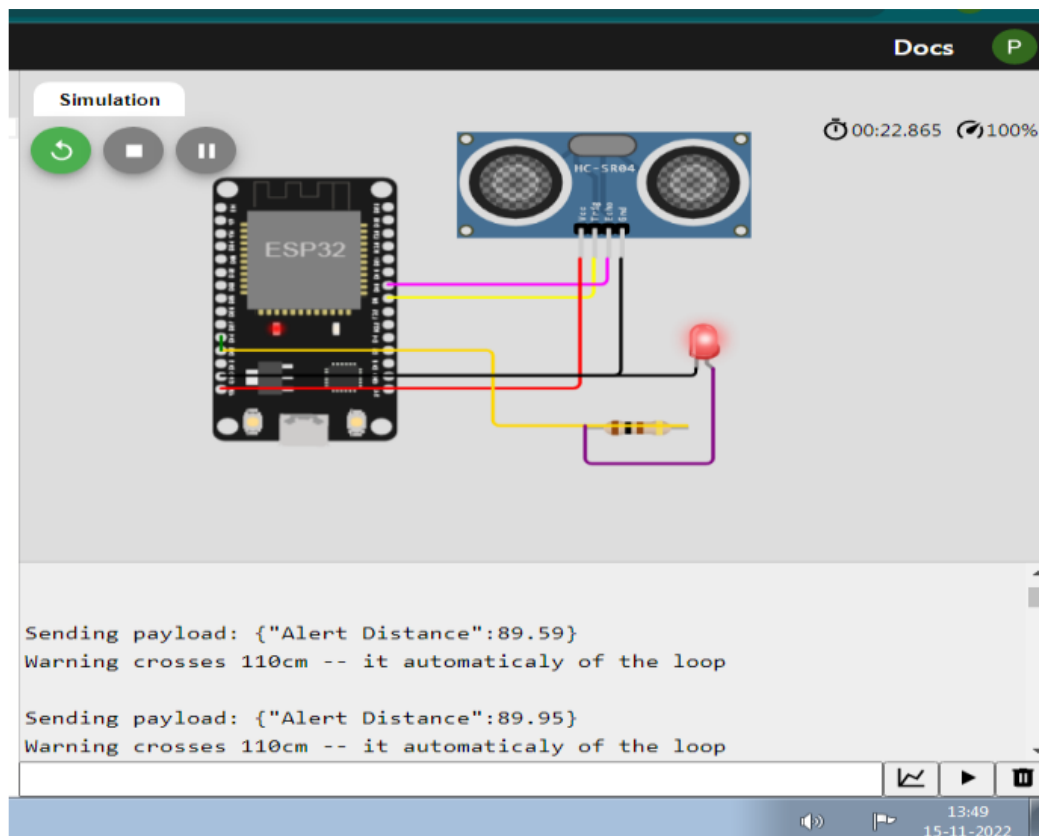 Docs P
Simulation
00:22.865 100%
HC-SR04
Vcc Trig Echo Gnd
ESP32
Sending payload: {"Alert Distance":89.59}
Warning crosses 110cm -- it automaticaly of the loop
Sending payload: {"Alert Distance":89.95}
Warning crosses 110cm -- it automaticaly of the loop
13:49
15-11-2022